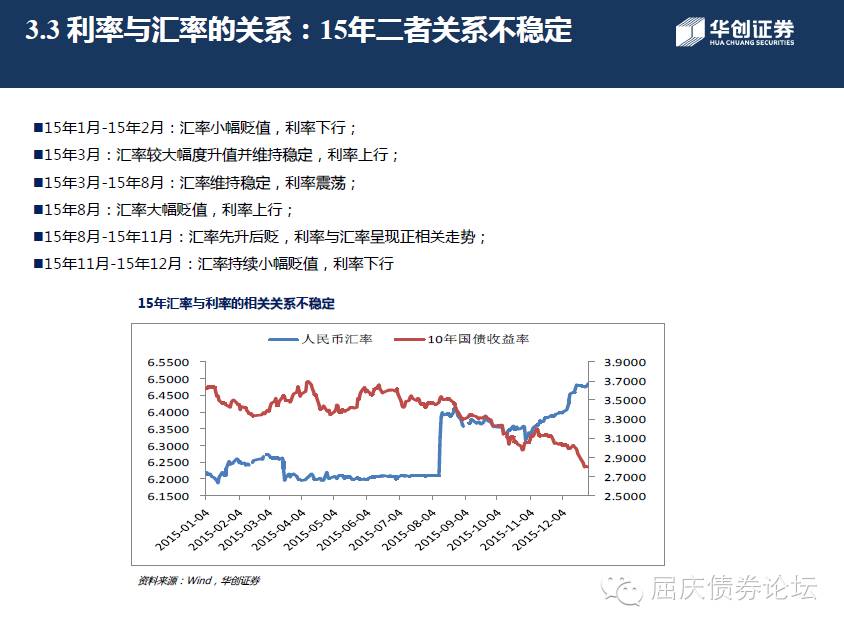 3.3 利率与汇率的关系：15年二者关系不稳定
华创证券
HUA CHUANG SECURITIES
■15年1月-15年2月：汇率小幅贬值，利率下行；
■15年3月：汇率较大幅度升值并维持稳定，利率上行；
■15年3月-15年8月：汇率维持稳定，利率震荡；
■15年8月：汇率大幅贬值，利率上行；
■15年8月-15年11月：汇率先升后贬，利率与汇率呈现正相关走势；
■15年11月-15年12月：汇率持续小幅贬值，利率下行
15年汇率与利率的相关关系不稳定
人民币汇率 10年国债收益率
6.5500 3.9000
6.5000 3.7000
6.4500 3.5000
6.4000 3.3000
6.3500 3.1000
6.3000 2.9000
6.2500 2.7000
6.2000 2.5000
6.1500
2015-01-04 2015-02-04 2015-03-04 2015-04-04 2015-05-04 2015-06-04 2015-07-04 2015-08-04 2015-09-04 2015-10-04 2015-11-04 2015-12-04
资料来源：Wind，华创证券
屈庆债券论坛